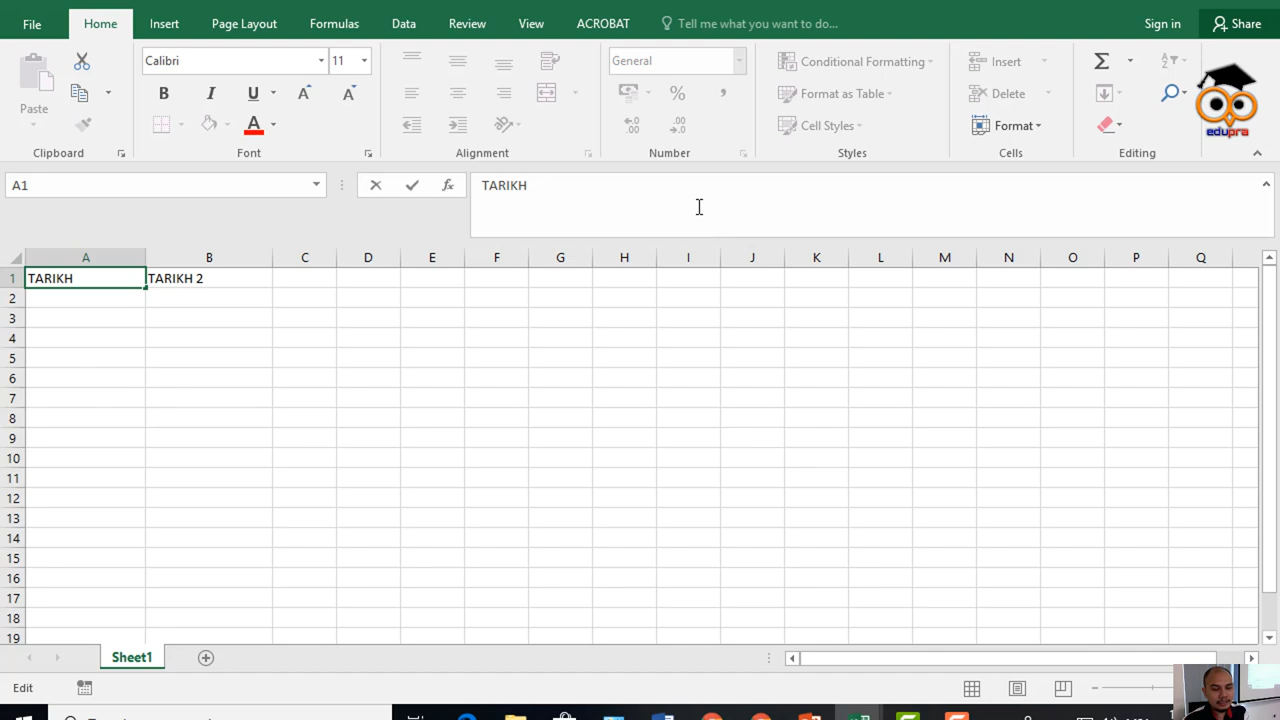 File Home Insert Page Layout Formulas Data Review View ACROBAT Tell me what you want to do... Sign in Share
Calibri 11 General Conditional Formatting Insert
Paste B I U A A A % , Format as Table Delete
Cell Styles Format
Clipboard Font Alignment Number Styles Cells Editing
edupra
A1 fx TARIKH
A B C D E F G H I J K L M N O P Q
1 TARIKH TARIKH 2
2
3
4
5
6
7
8
9
10
11
12
13
14
15
16
17
18
19
Sheet1
Edit